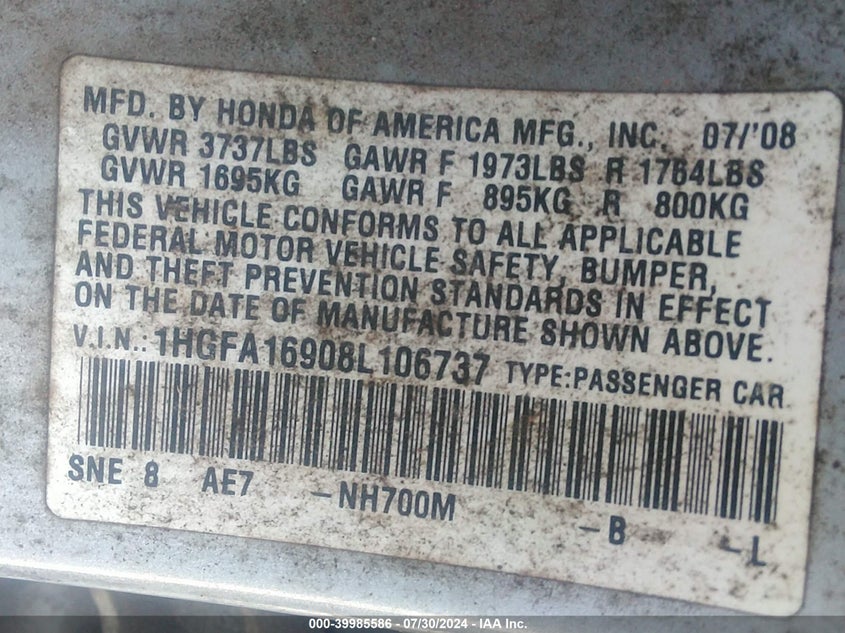 MFD. BY HONDA OF AMERICA MFG., INC. 07/'08
GVWR 3737LBS GAWR F 1973LBS R 1764LBS
GVWR 1695KG GAWR F 895KG R 800KG
THIS VEHICLE CONFORMS TO ALL APPLICABLE
FEDERAL MOTOR VEHICLE SAFETY, BUMPER,
AND THEFT PREVENTION STANDARDS IN EFFECT
ON THE DATE OF MANUFACTURE SHOWN ABOVE.
V.I.N.: 1HGFA16908L106737 TYPE:PASSENGER CAR
SNE 8 AE7 -NH700M -B -L
000-39985586 / 07/30/2024 - IAA Inc.